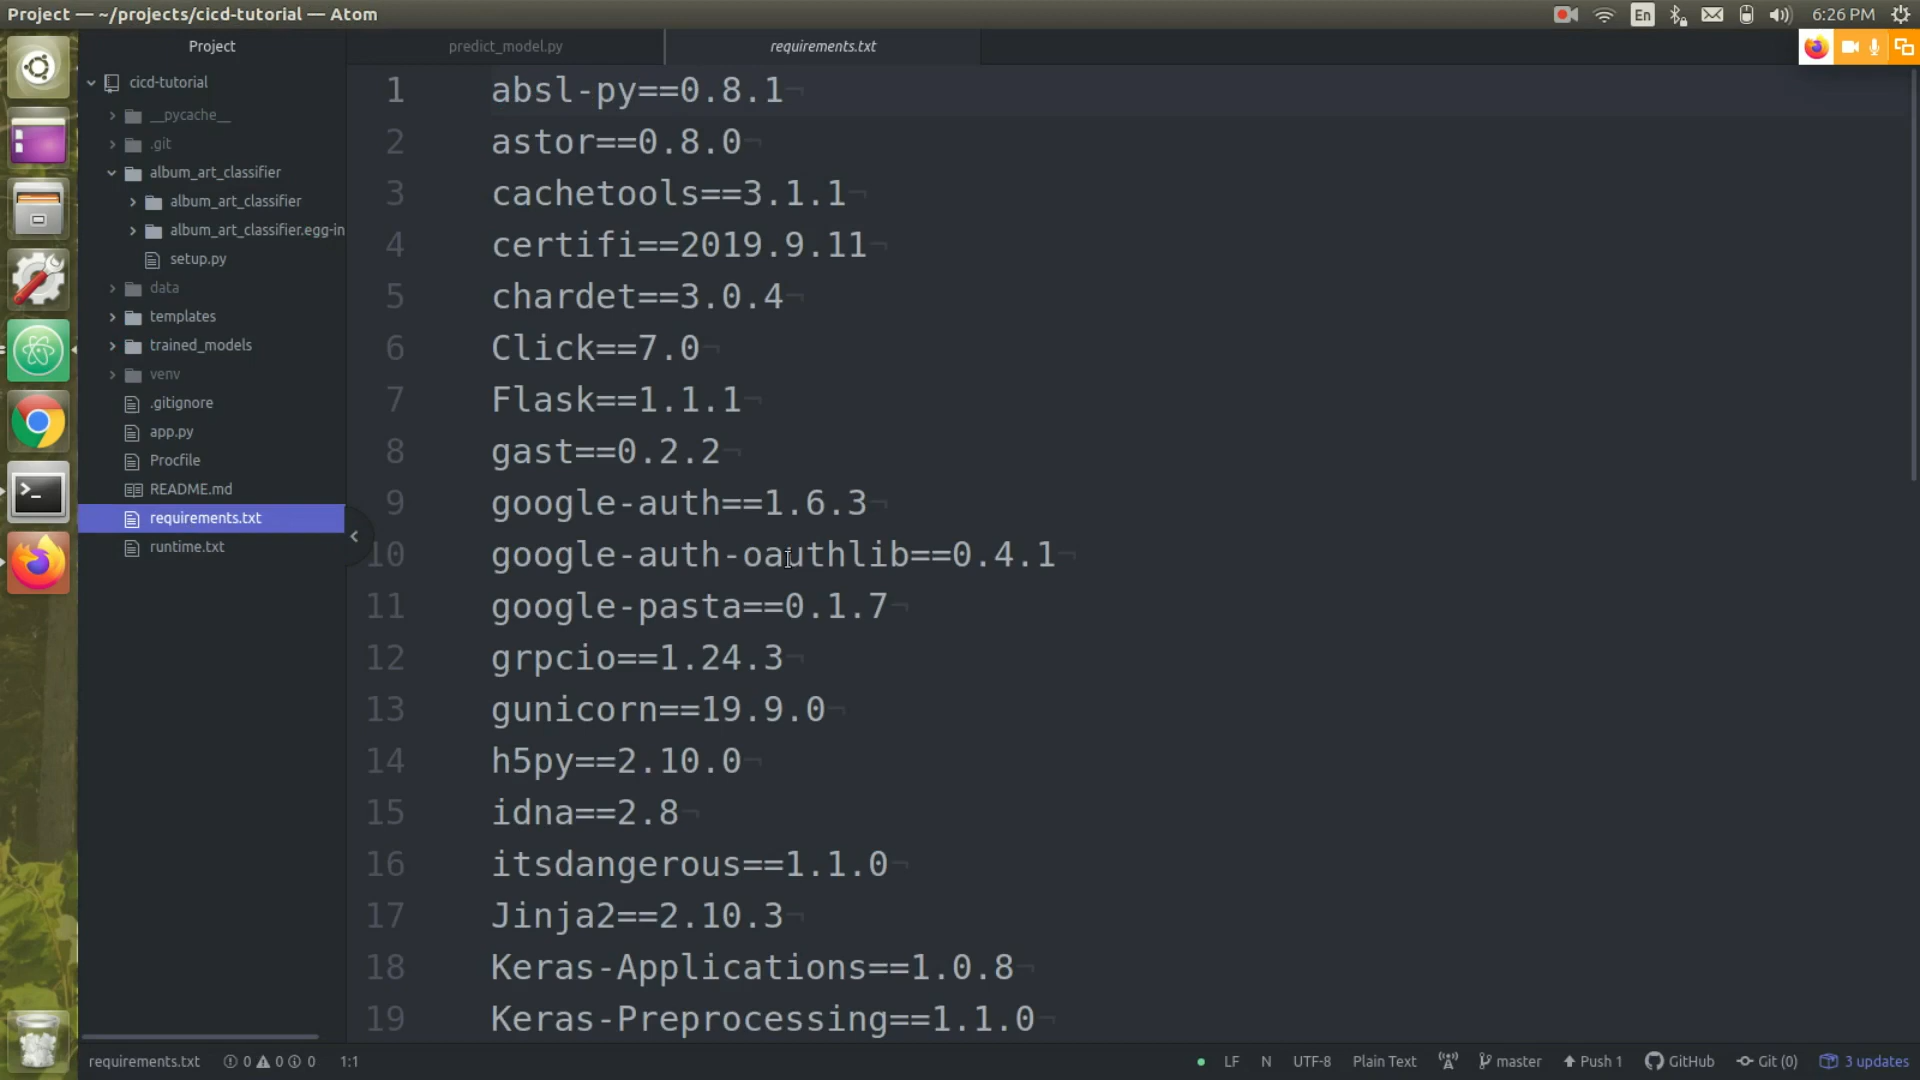 Project — ~/projects/cicd-tutorial — Atom
En
6:26 PM
Project
predict_model.py
requirements.txt
cicd-tutorial
__pycache__
.git
album_art_classifier
album_art_classifier
album_art_classifier.egg-in
setup.py
data
templates
trained_models
venv
.gitignore
app.py
Procfile
README.md
requirements.txt
runtime.txt
1 absl-py==0.8.1¬
2 astor==0.8.0¬
3 cachetools==3.1.1¬
4 certifi==2019.9.11¬
5 chardet==3.0.4¬
6 Click==7.0¬
7 Flask==1.1.1¬
8 gast==0.2.2¬
9 google-auth==1.6.3¬
10 google-auth-oauthlib==0.4.1¬
11 google-pasta==0.1.7¬
12 grpcio==1.24.3¬
13 gunicorn==19.9.0¬
14 h5py==2.10.0¬
15 idna==2.8¬
16 itsdangerous==1.1.0¬
17 Jinja2==2.10.3¬
18 Keras-Applications==1.0.8¬
19 Keras-Preprocessing==1.1.0¬
requirements.txt 0 0 0 1:1 LF N UTF-8 Plain Text master Push 1 GitHub Git (0) 3 updates